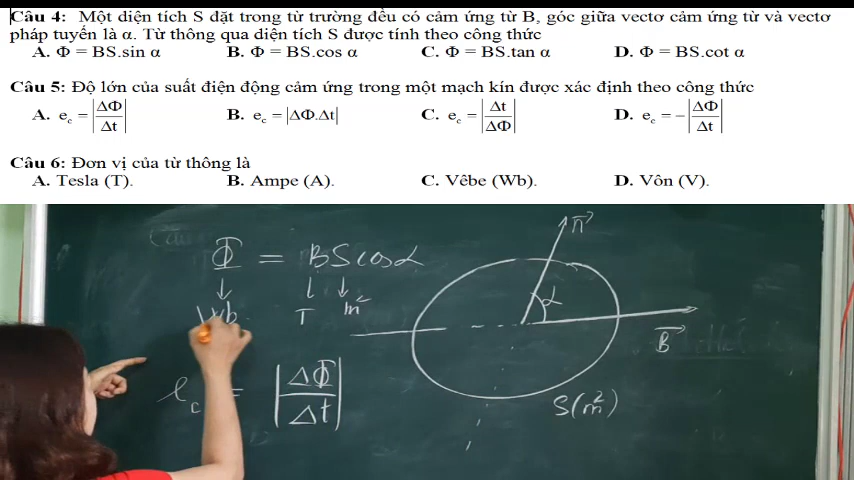 Câu 4: Một diện tích S đặt trong từ trường đều có cảm ứng từ B, góc giữa vectơ cảm ứng từ và vectơ
pháp tuyến là α. Từ thông qua diện tích S được tính theo công thức
A. Φ = BS.sin α B. Φ = BS.cos α C. Φ = BS.tan α D. Φ = BS.cot α
Câu 5: Độ lớn của suất điện động cảm ứng trong một mạch kín được xác định theo công thức
A. e_c = |ΔΦ/Δt| B. e_c = |ΔΦ.Δt| C. e_c = |Δt/ΔΦ| D. e_c = −|ΔΦ/Δt|
Câu 6: Đơn vị của từ thông là
A. Tesla (T). B. Ampe (A). C. Vêbe (Wb). D. Vôn (V).
Φ = BS cos α
↓ ↓ ↓
Wb T m²
e_c = |ΔΦ/Δt|
n⃗
α
B⃗
S(m²)